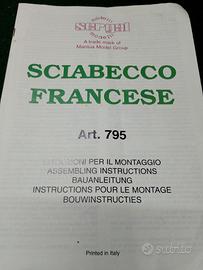 sergal
A trade mark of
Mantua Model Group
SCIABECCO
FRANCESE
Art. 795
ISTRUZIONI PER IL MONTAGGIO
ASSEMBLING INSTRUCTIONS
BAUANLEITUNG
INSTRUCTIONS POUR LE MONTAGE
BOUWINSTRUCTIES
Printed in Italy
subito